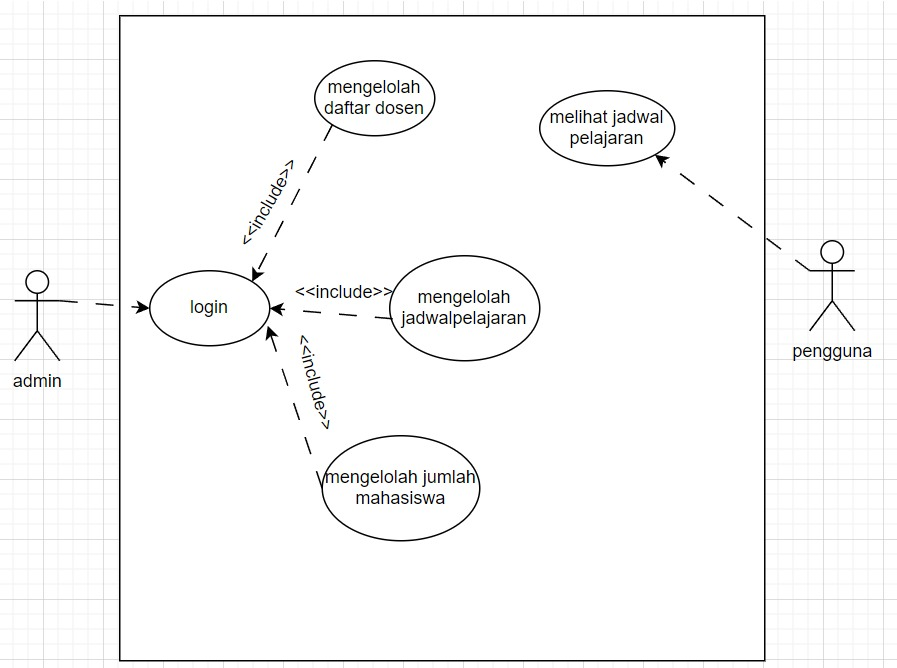 mengelolah
daftar dosen
melihat jadwal
pelajaran
<<include>>
<<include>>
login
mengelolah
jadwalpelajaran
<<include>>
admin
pengguna
mengelolah jumlah
mahasiswa